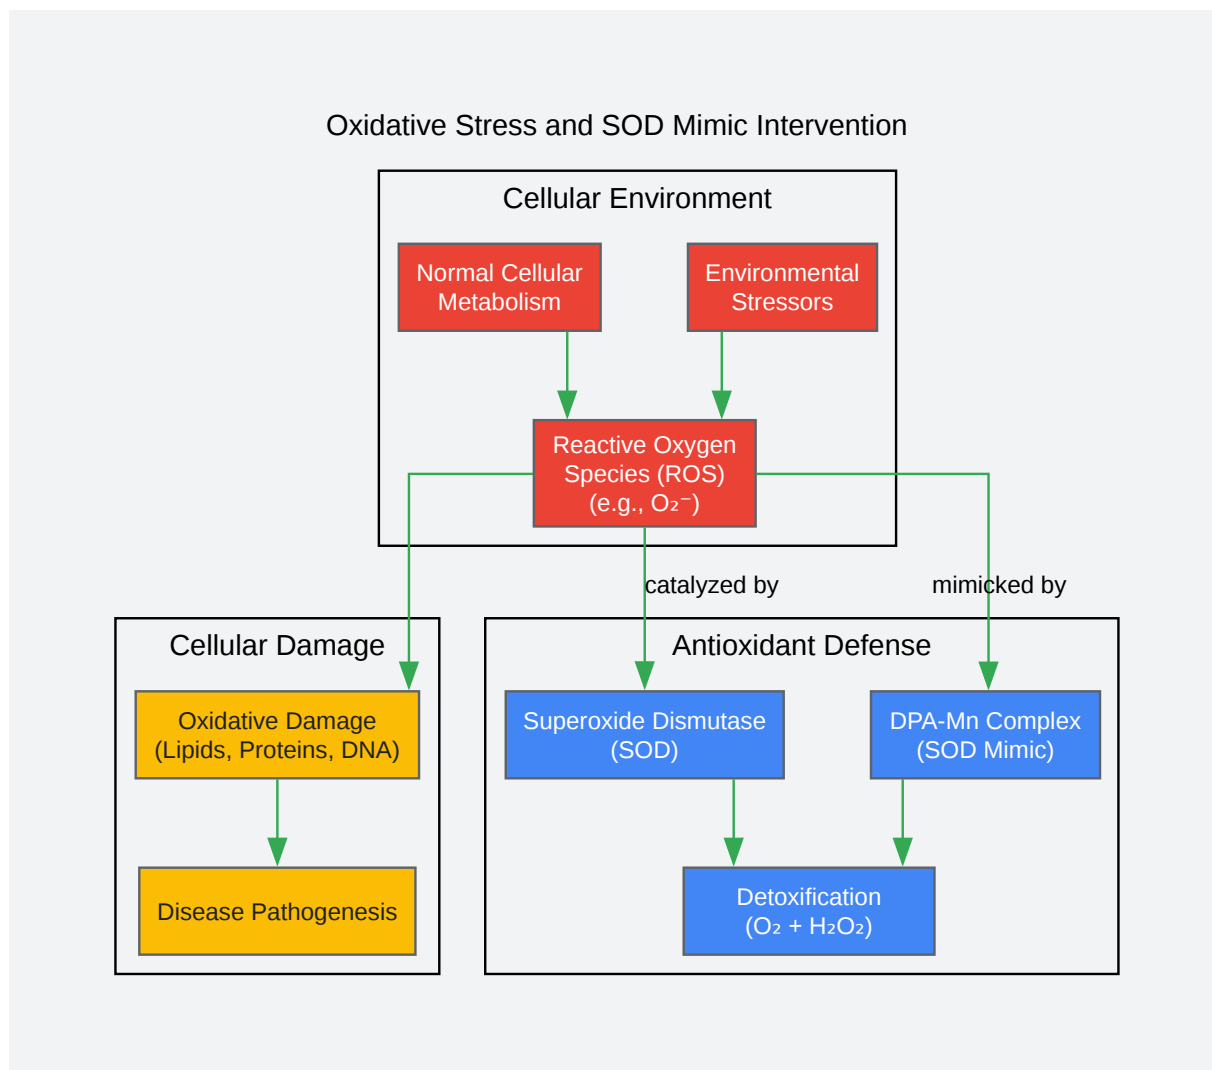 Oxidative Stress and SOD Mimic Intervention
Cellular Environment
Normal Cellular
Metabolism
Environmental
Stressors
Reactive Oxygen
Species (ROS)
(e.g., O₂⁻)
catalyzed by
mimicked by
Cellular Damage
Oxidative Damage
(Lipids, Proteins, DNA)
Disease Pathogenesis
Antioxidant Defense
Superoxide Dismutase
(SOD)
DPA-Mn Complex
(SOD Mimic)
Detoxification
(O₂ + H₂O₂)